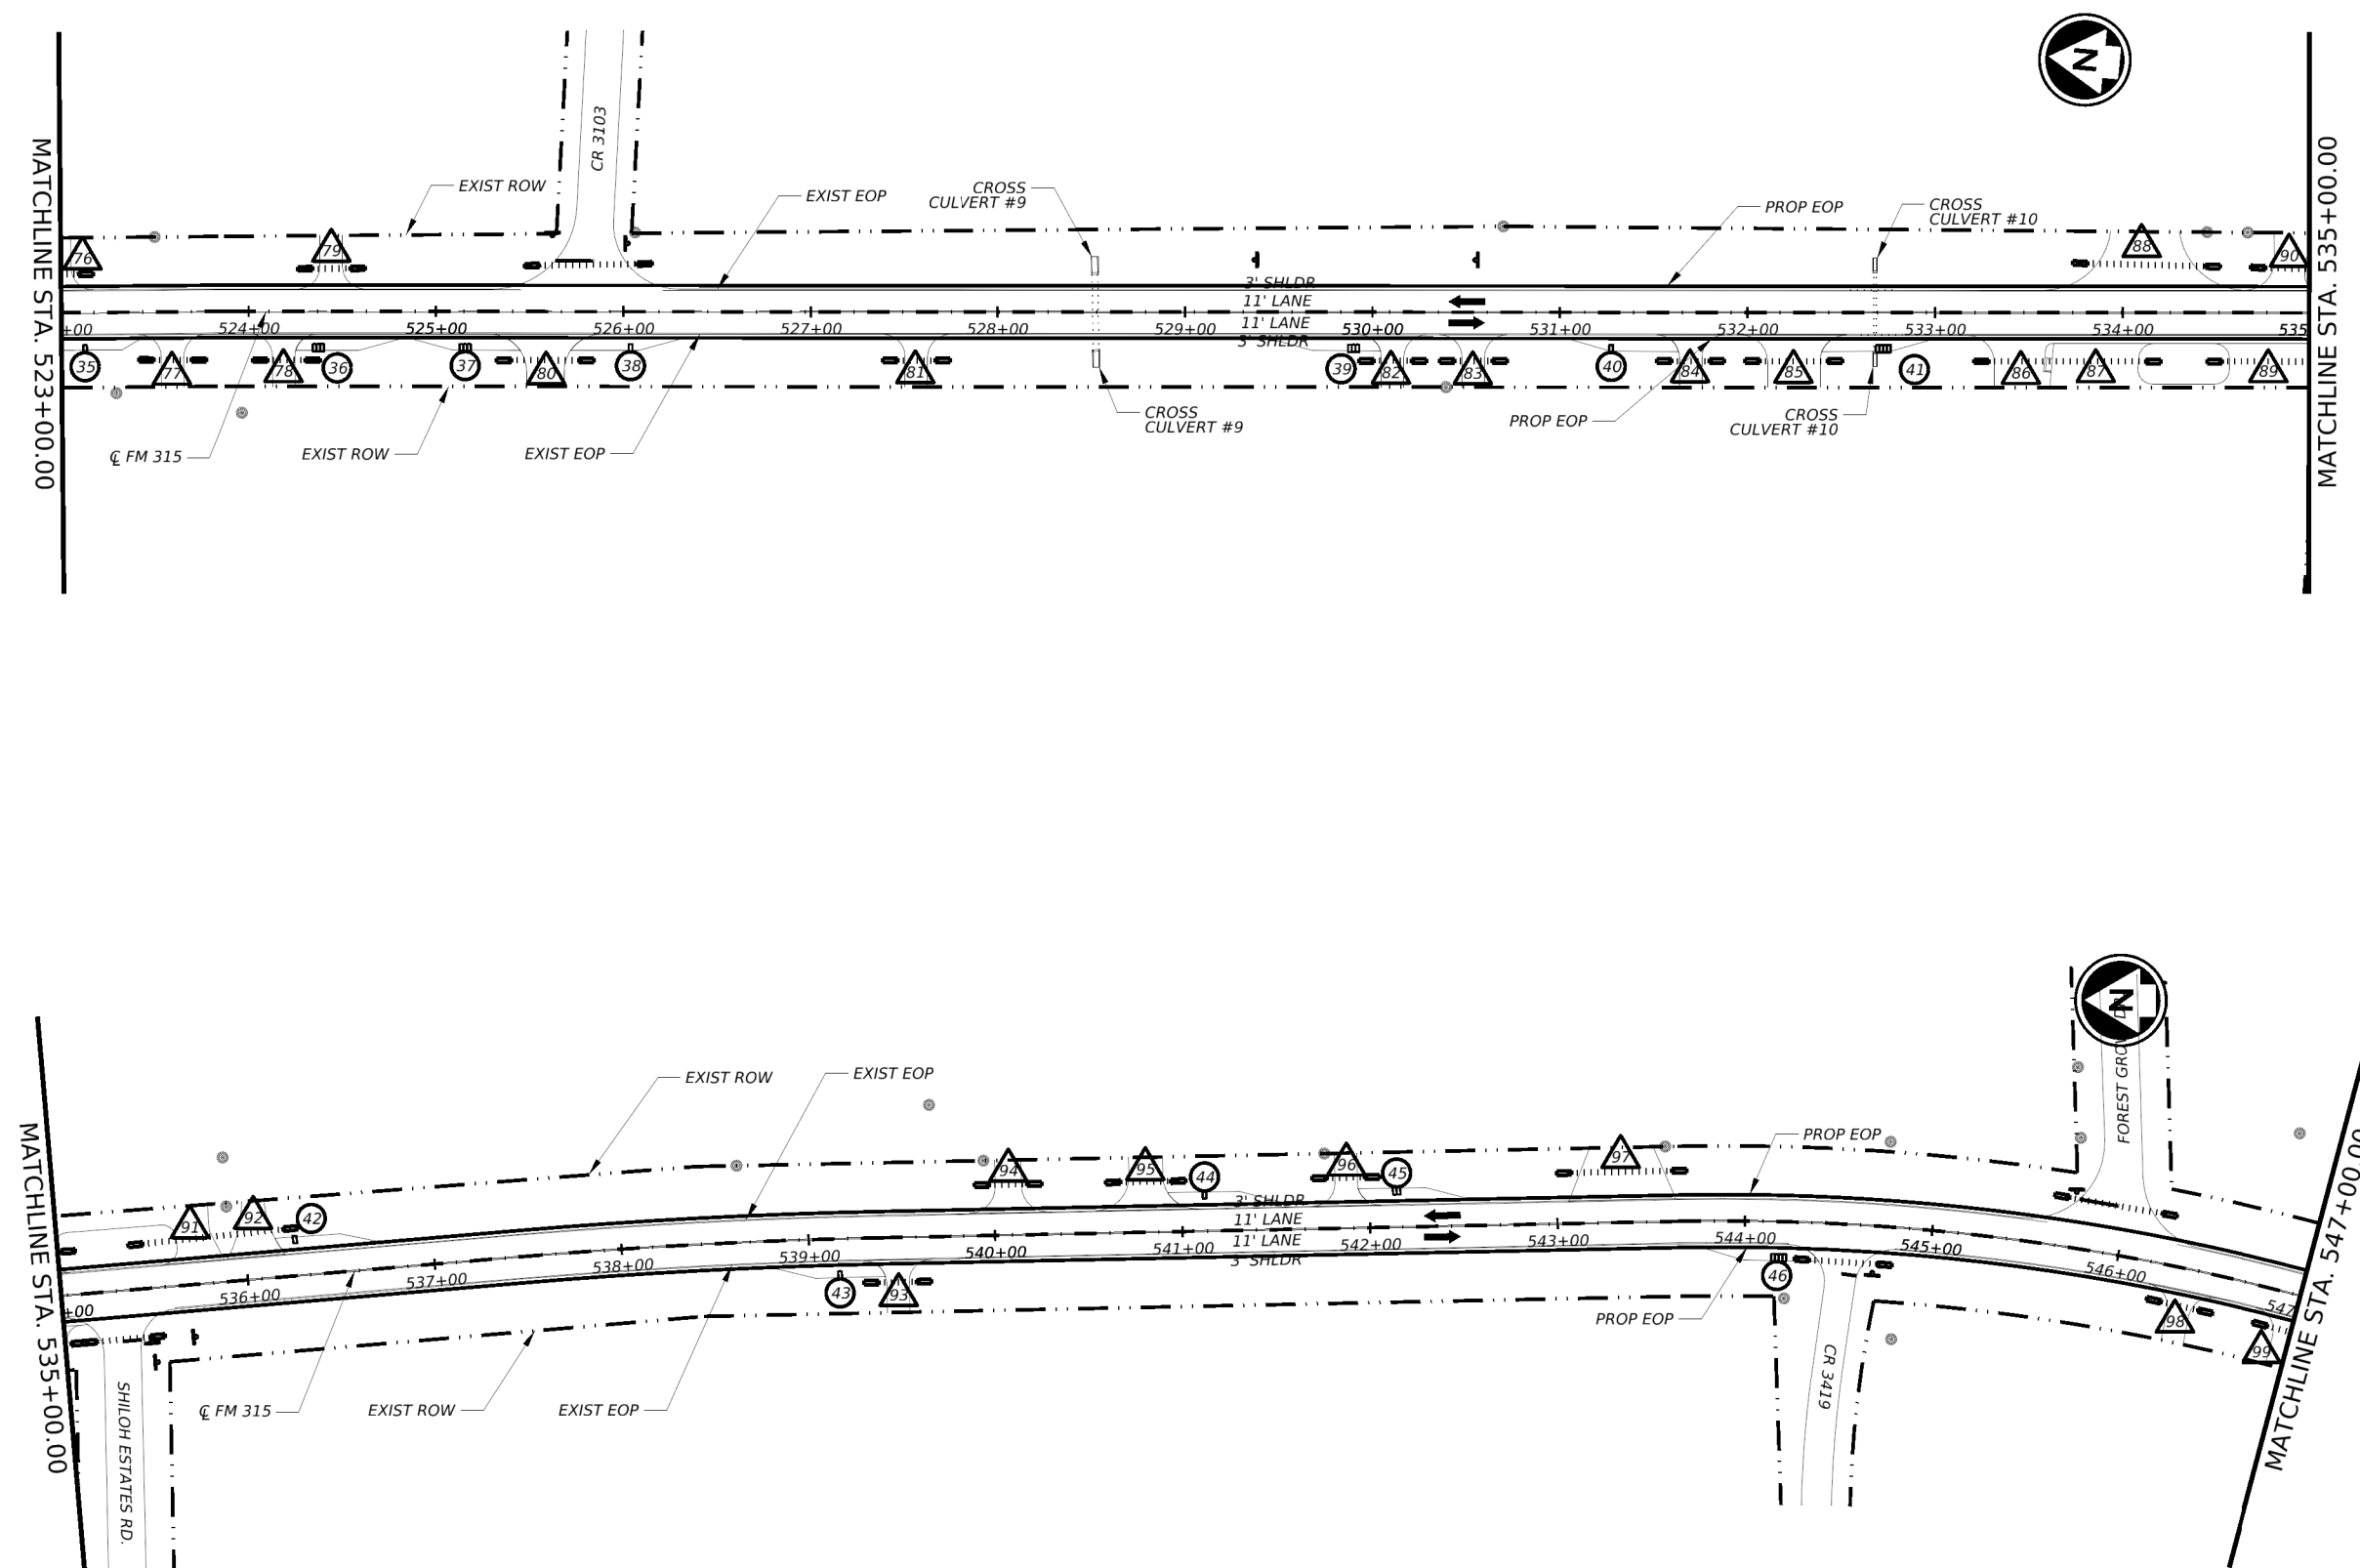 N
MATCHLINE STA. 523+00.00
MATCHLINE STA. 535+00.00
CR 3103
EXIST ROW
EXIST EOP
CROSS
CULVERT #9
PROP EOP
CROSS
CULVERT #10
76
79
88
90
3' SHLDR
11' LANE
11' LANE
3' SHLDR
+00
524+00
525+00
526+00
527+00
528+00
529+00
530+00
531+00
532+00
533+00
534+00
535
35
77
78
36
37
80
38
81
39
82
83
40
84
85
41
86
87
89
CROSS
CULVERT #9
PROP EOP
CROSS
CULVERT #10
℄ FM 315
EXIST ROW
EXIST EOP
N
MATCHLINE STA. 535+00.00
MATCHLINE STA. 547+00.00
EXIST ROW
EXIST EOP
PROP EOP
FOREST GRO
91
92
42
94
95
44
96
45
97
3' SHLDR
11' LANE
11' LANE
3' SHLDR
+00
536+00
537+00
538+00
539+00
540+00
541+00
542+00
543+00
544+00
545+00
546+00
547
43
93
46
98
99
PROP EOP
℄ FM 315
EXIST ROW
EXIST EOP
SHILOH ESTATES RD.
CR 3419